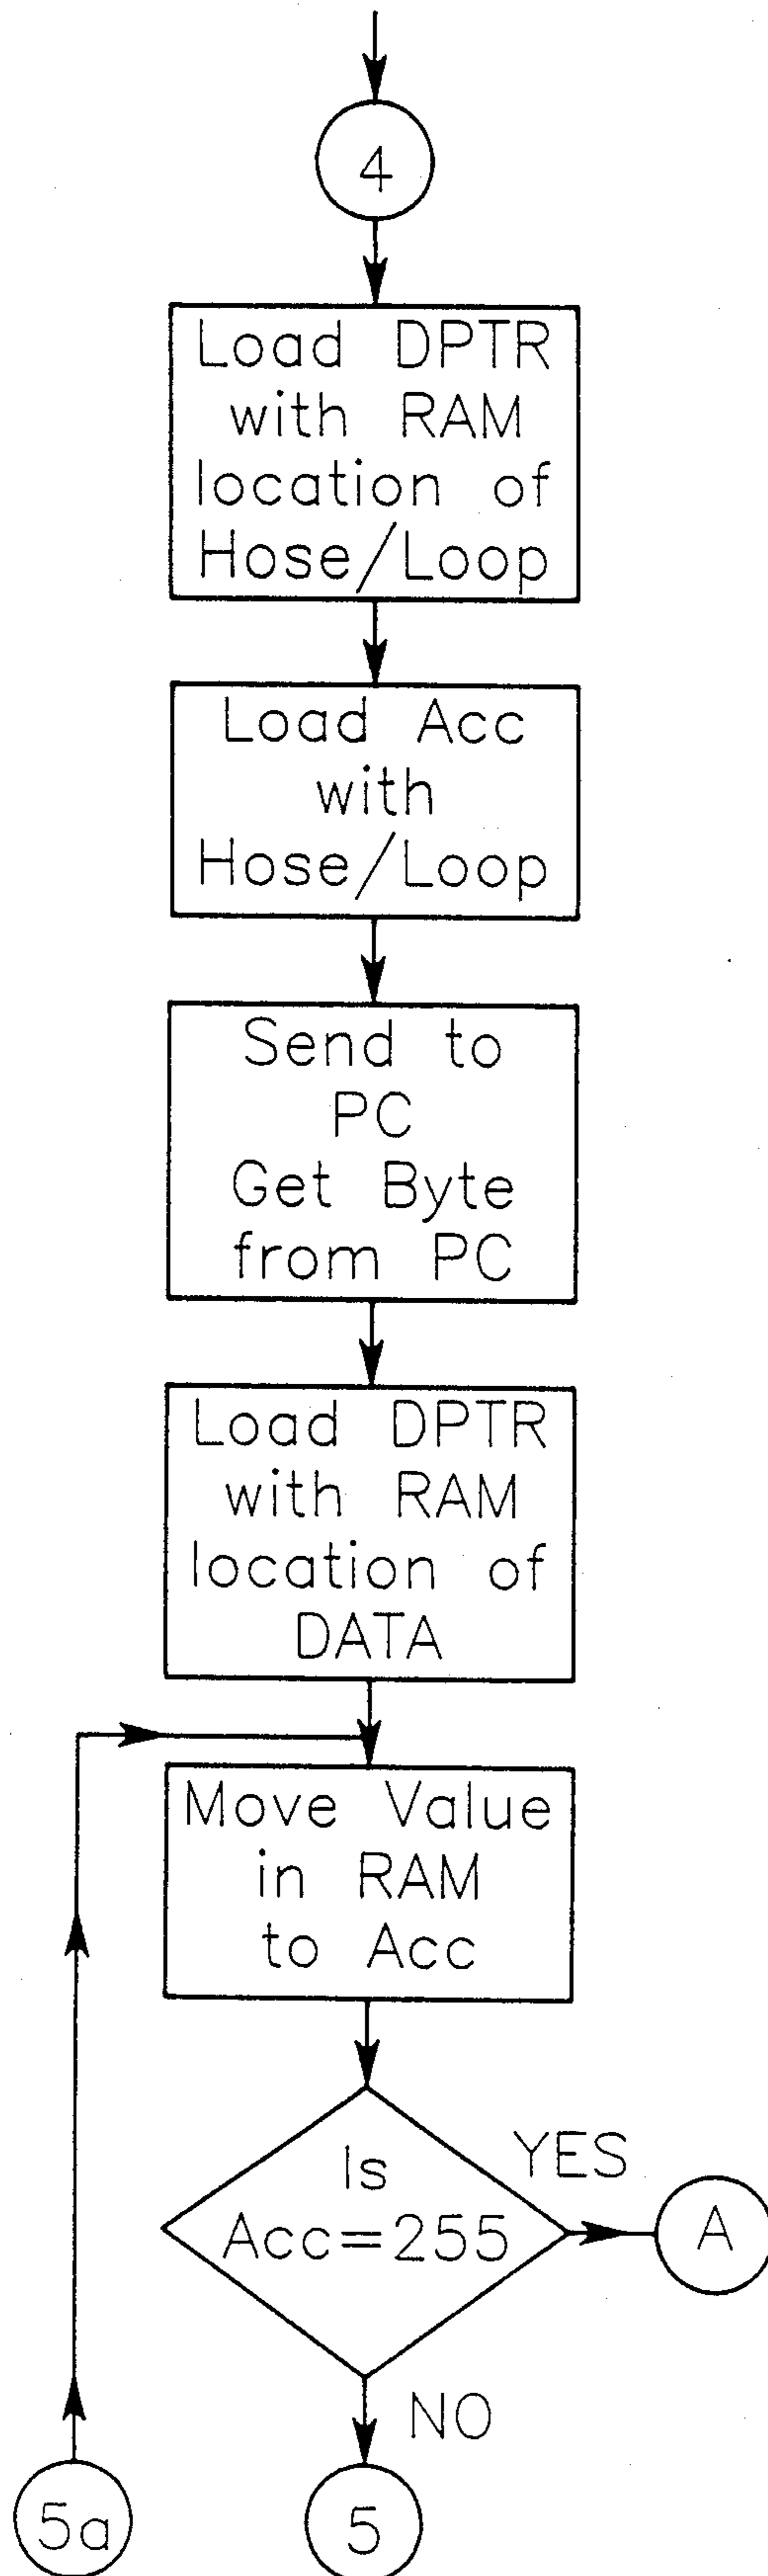 4
Load DPTR
with RAM
location of
Hose/Loop
Load Acc
with
Hose/Loop
Send to
PC
Get Byte
from PC
Load DPTR
with RAM
location of
DATA
Move Value
in RAM
to Acc
Is
Acc=255
YES
A
NO
5a
5